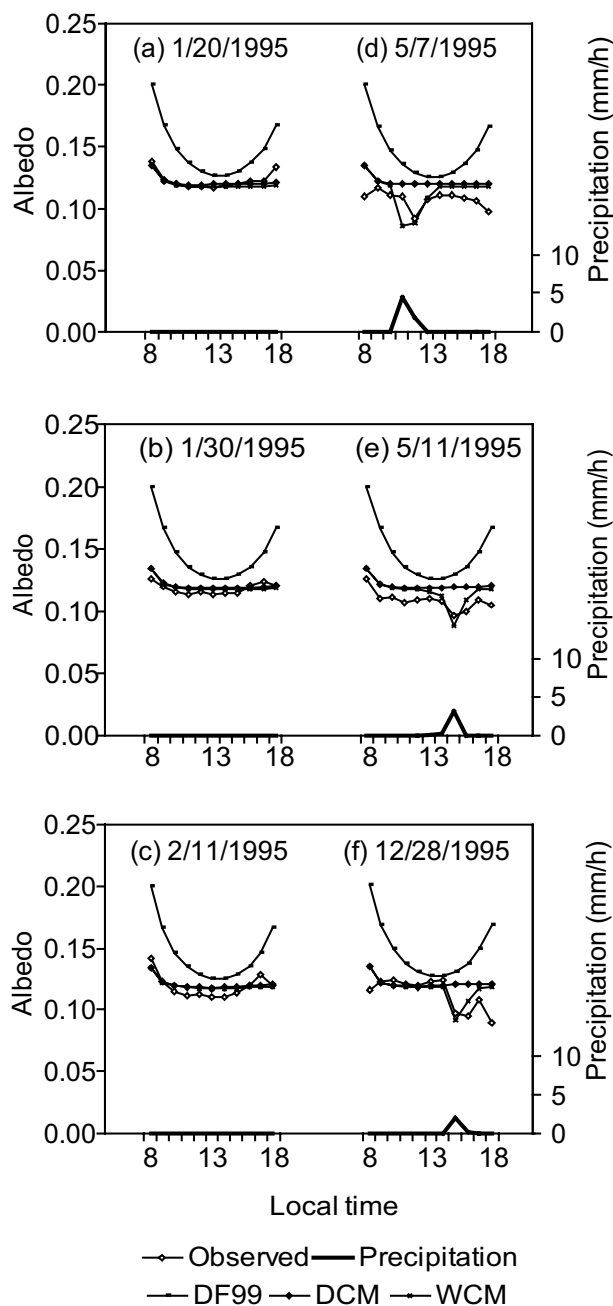 (a) 1/20/1995
(d) 5/7/1995
Albedo
0.25
0.20
0.15
0.10
0.05
0.00
8 13 18
8 13 18
10
5
0
Precipitation (mm/h)
(b) 1/30/1995
(e) 5/11/1995
Albedo
0.25
0.20
0.15
0.10
0.05
0.00
8 13 18
8 13 18
10
5
0
Precipitation (mm/h)
(c) 2/11/1995
(f) 12/28/1995
Albedo
0.25
0.20
0.15
0.10
0.05
0.00
8 13 18
8 13 18
10
5
0
Precipitation (mm/h)
Local time
Observed Precipitation
DF99 DCM WCM